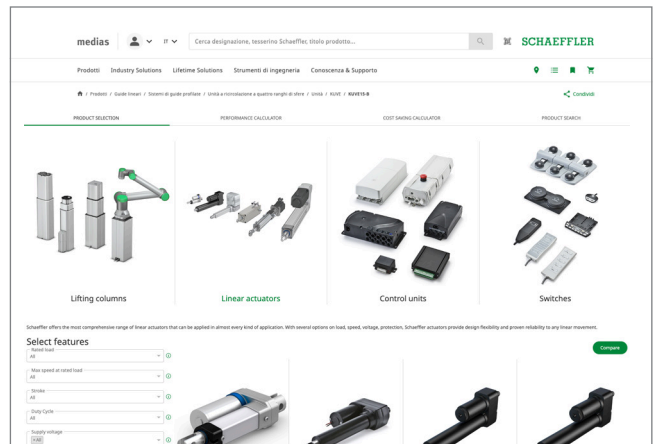 medias
IT
Cerca designazione, tesserino Schaeffler, titolo prodotto...
SCHAEFFLER
Prodotti Industry Solutions Lifetime Solutions Strumenti di ingegneria Conoscenza & Supporto
/ Prodotti / Guide lineari / Sistemi di guide profilate / Unità a ricircolazione a quattro ranghi di sfere / Unità / KUVE / KUVE15-B
Condividi
PRODUCT SELECTION PERFORMANCE CALCULATOR COST SAKING CALCULATOR PRODUCT SEARCH
Lifting columns Linear actuators Control units Switches
Schaeffler offers the most comprehensive range of linear actuators that can be applied in almost every kind of application. With several options on load, speed, voltage, protection, Schaeffler actuators provide design flexibility and proven reliability to any linear movement.
Select features
Compare
Rated load
All
Max speed at rated load
All
Stroke
All
Duty Cycle
All
Supply voltage
× All